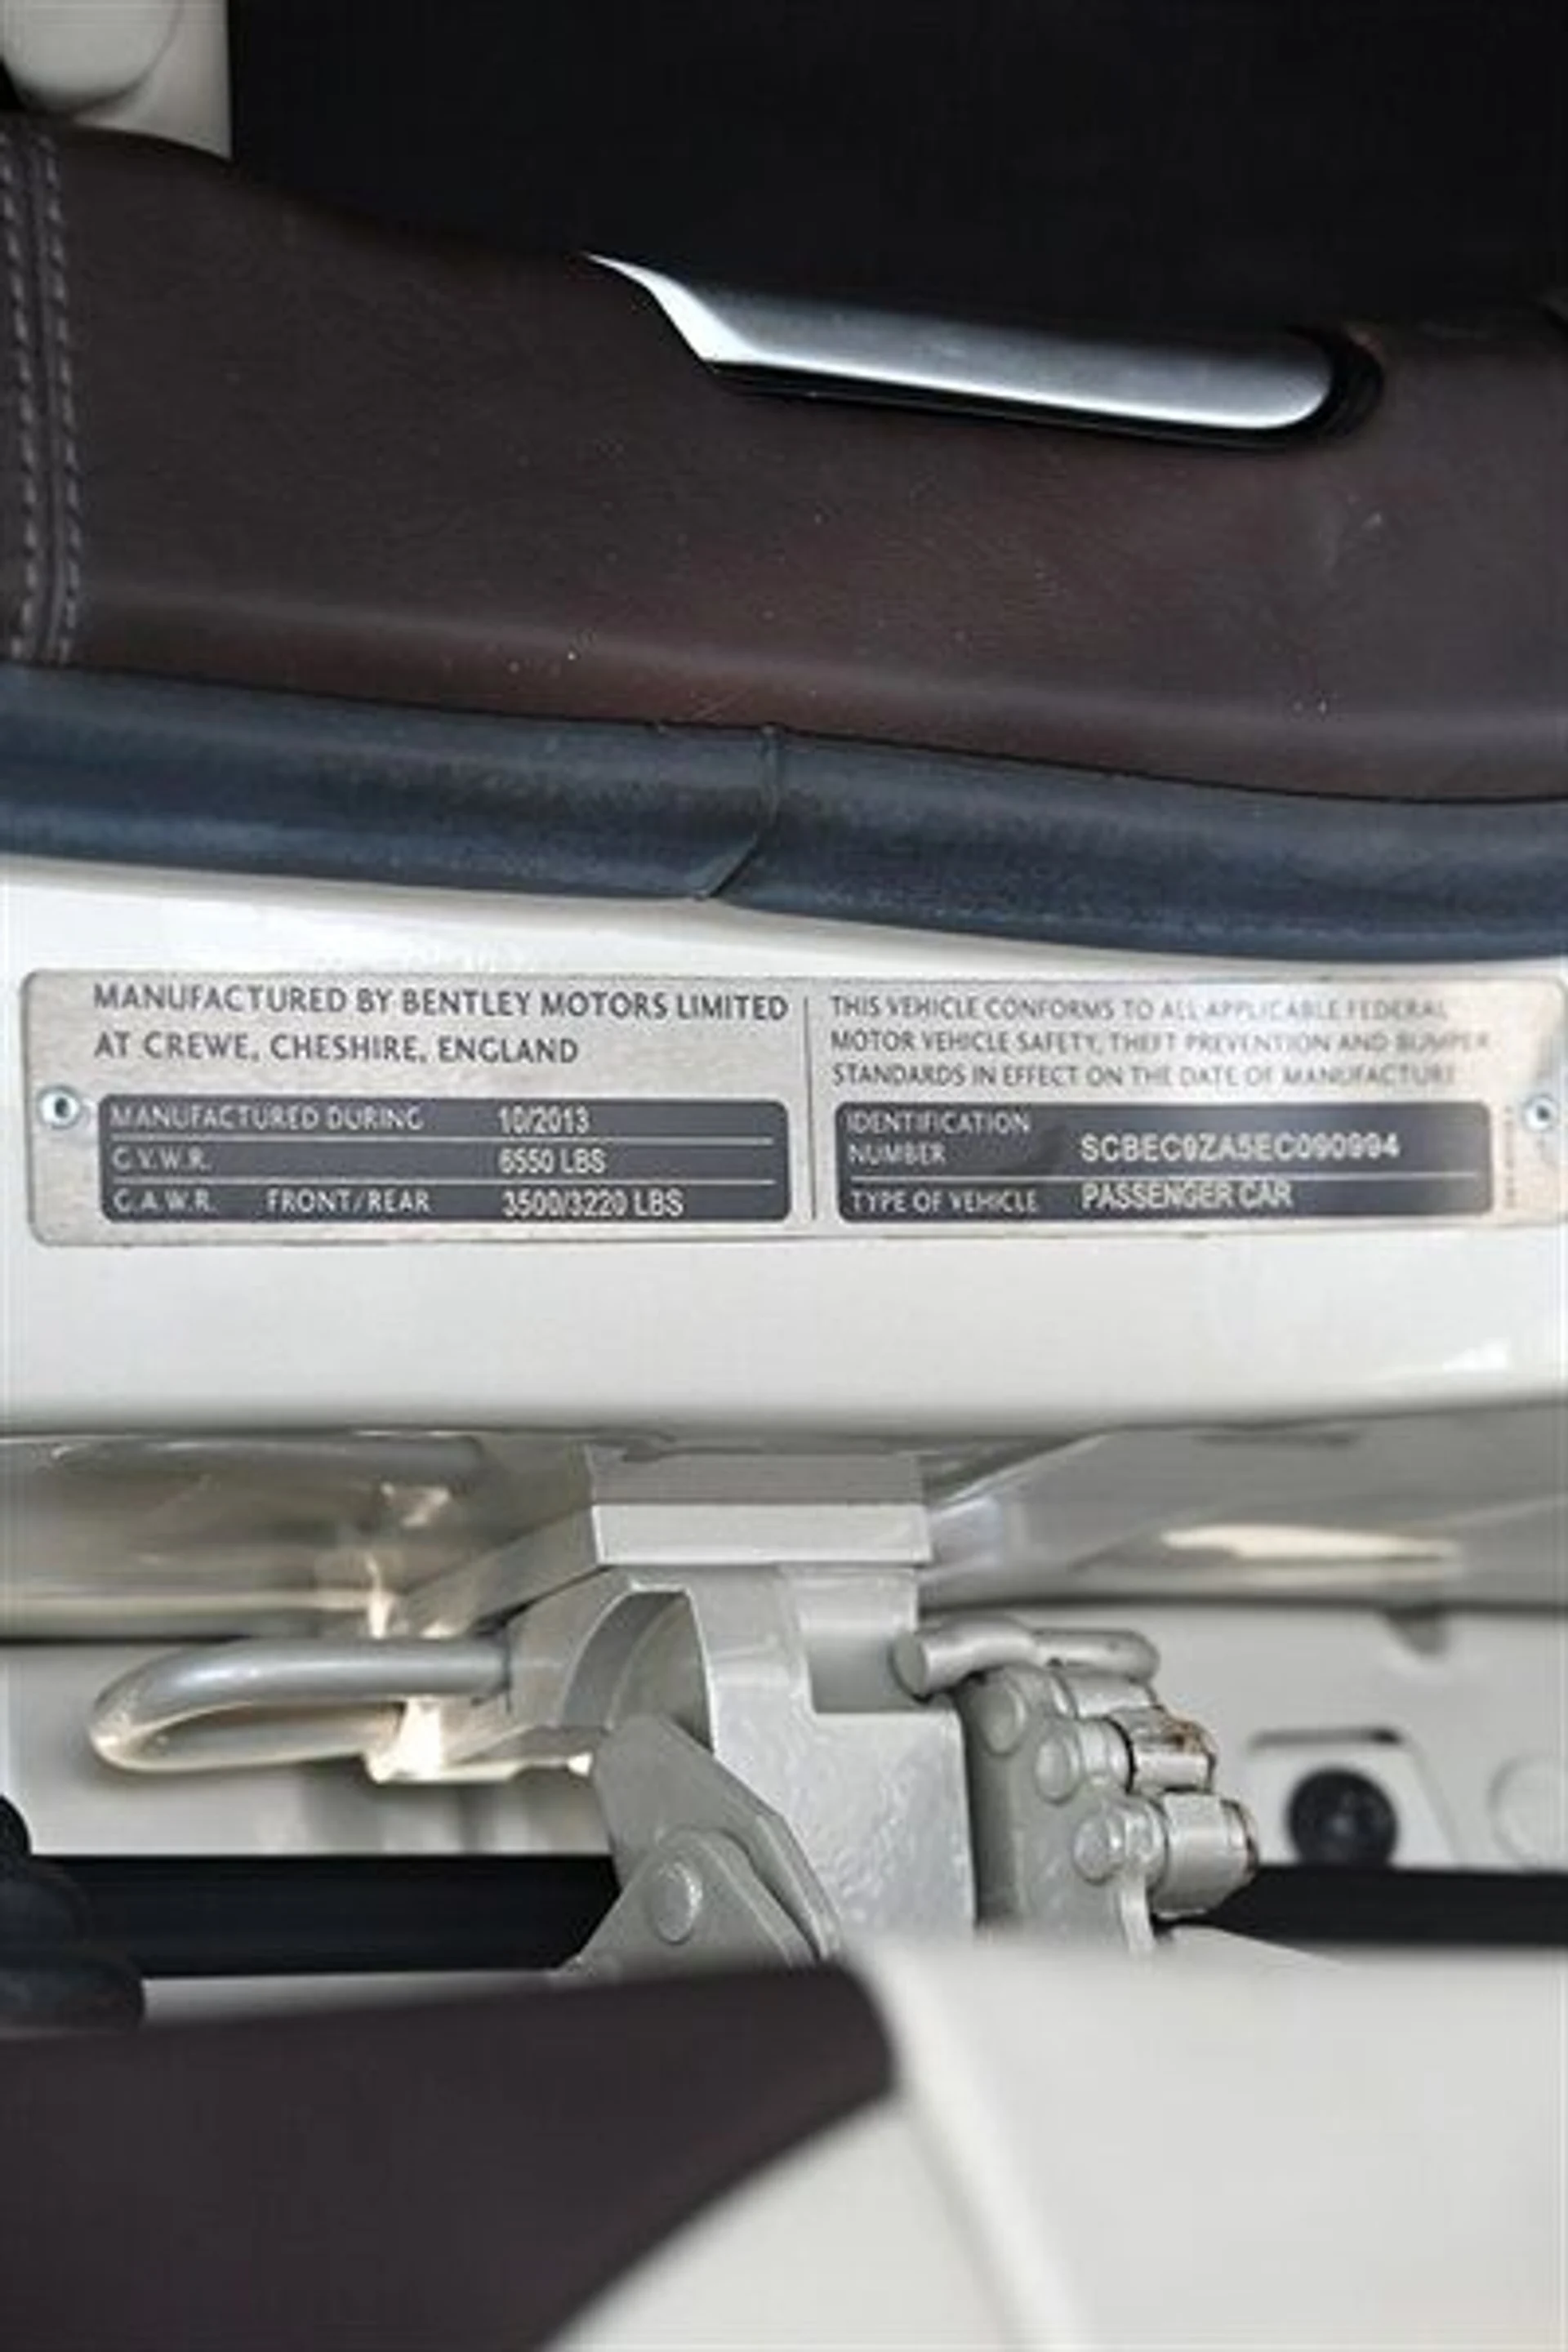 MANUFACTURED BY BENTLEY MOTORS LIMITED
AT CREWE, CHESHIRE, ENGLAND
MANUFACTURED DURING 10/2013
G.V.W.R. 6550 LBS
G.A.W.R. FRONT/REAR 3500/3220 LBS
THIS VEHICLE CONFORMS TO ALL APPLICABLE FEDERAL
MOTOR VEHICLE SAFETY, THEFT PREVENTION AND BUMPER
STANDARDS IN EFFECT ON THE DATE OF MANUFACTURE
IDENTIFICATION
NUMBER SCBEC9ZA5EC090994
TYPE OF VEHICLE PASSENGER CAR